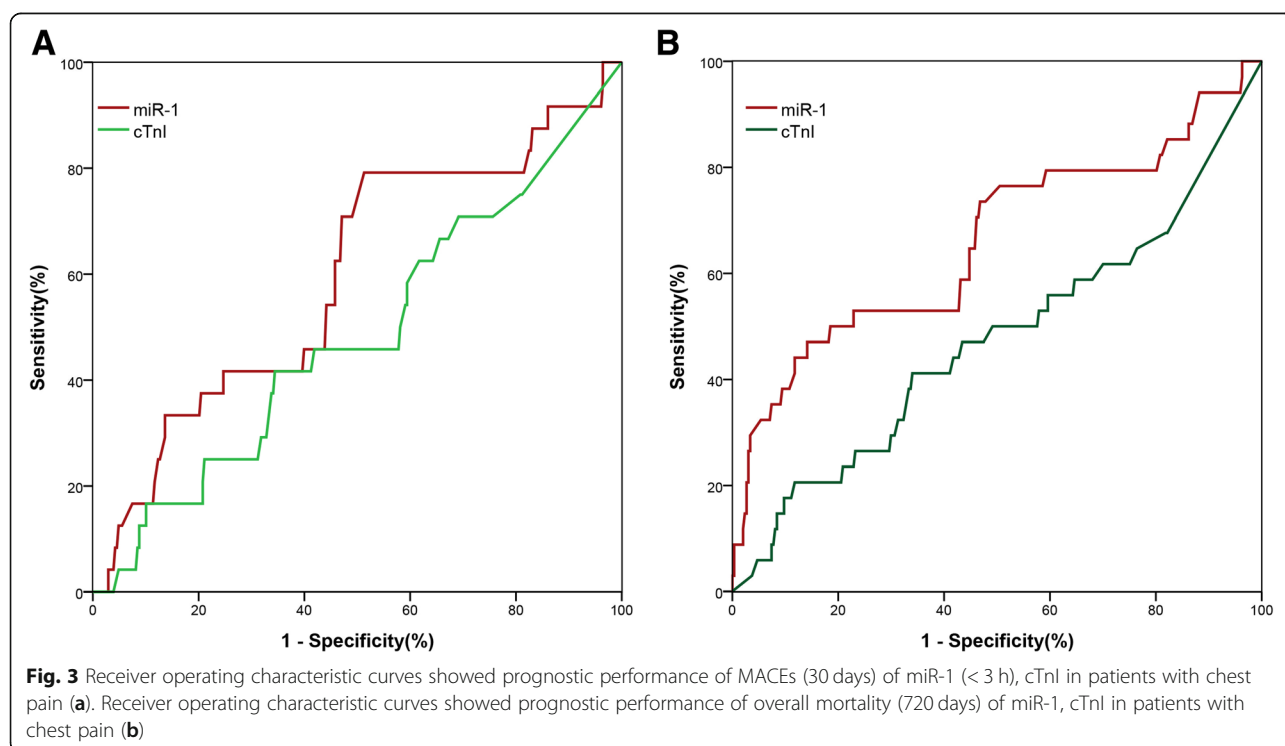 A
B
100
80
60
40
20
0
Sensitivity(%)
miR-1
cTnI
0 20 40 60 80 100
1 - Specificity(%)
100
80
60
40
20
0
Sensitivity(%)
miR-1
cTnI
0 20 40 60 80 100
1 - Specificity(%)
Fig. 3 Receiver operating characteristic curves showed prognostic performance of MACEs (30 days) of miR-1 (< 3 h), cTnI in patients with chest
pain (a). Receiver operating characteristic curves showed prognostic performance of overall mortality (720 days) of miR-1, cTnI in patients with
chest pain (b)